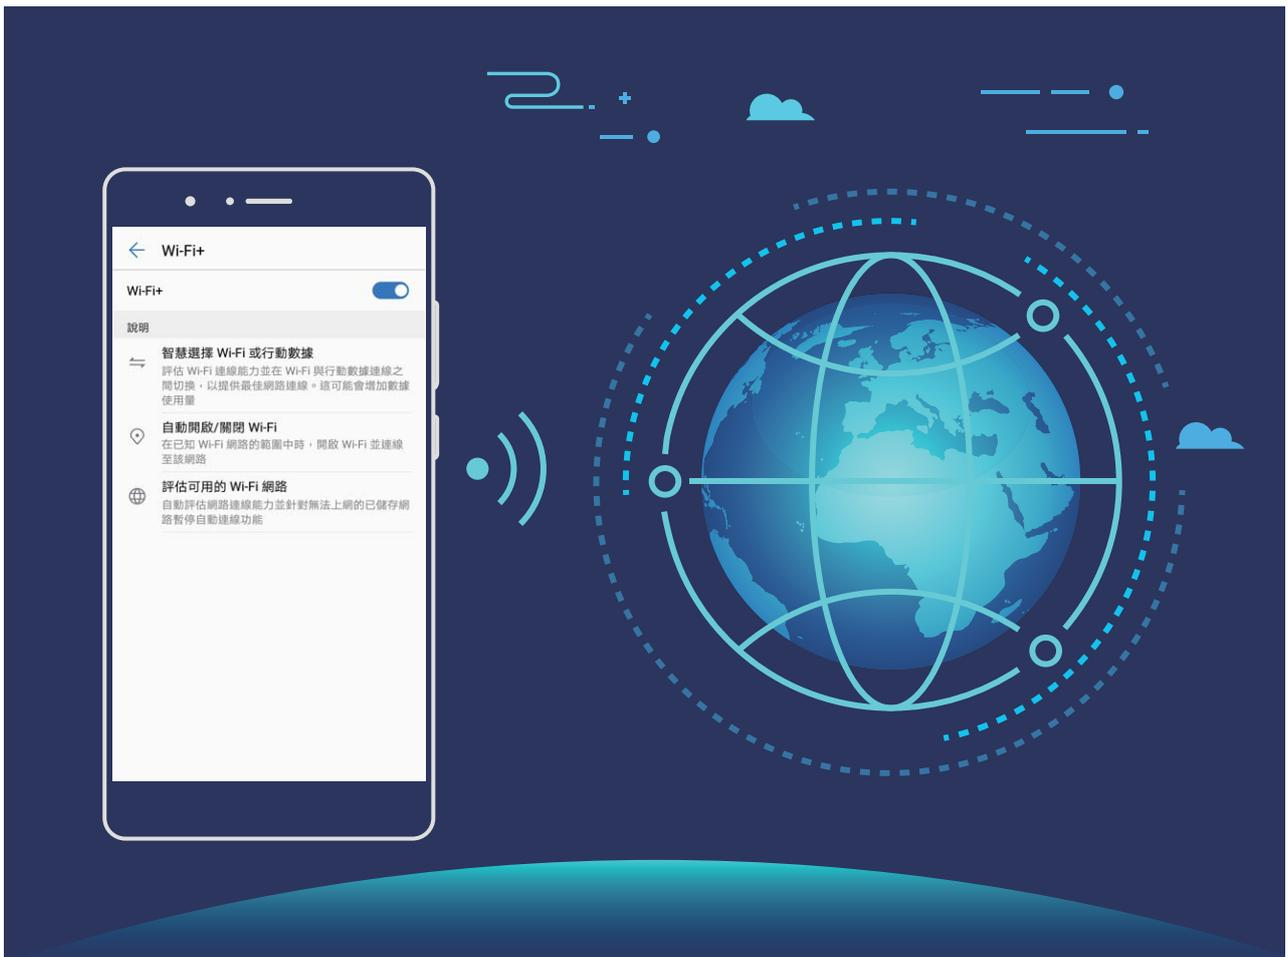 Wi-Fi+
Wi-Fi+
說明
智慧選擇 Wi-Fi 或行動數據
評估 Wi-Fi 連線能力並在 Wi-Fi 與行動數據連線之
間切換，以提供最佳網路連線。這可能會增加數據
使用量
自動開啟/關閉 Wi-Fi
在已知 Wi-Fi 網路的範圍中時，開啟 Wi-Fi 並連線
至該網路
評估可用的 Wi-Fi 網路
自動評估網路連線能力並針對無法上網的已儲存網
路暫停自動連線功能